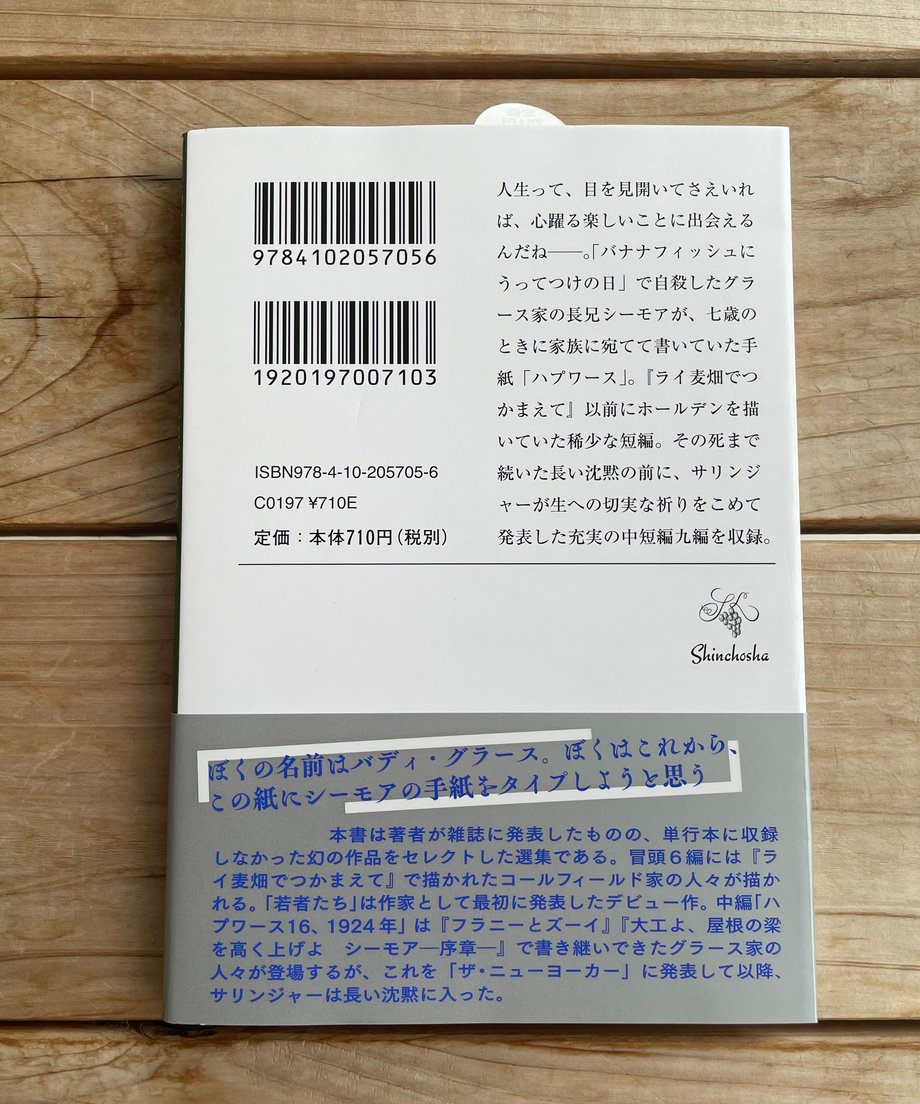 9784102057056
1920197007103
ISBN978-4-10-205705-6
C0197 ¥710E
定価：本体710円（税別）
人生って、目を見開いてさえいれ
ば、心躍る楽しいことに出会える
んだね――。「バナナフィッシュに
うってつけの日」で自殺したグラ
ース家の長兄シーモアが、七歳の
ときに家族に宛てて書いていた手
紙「ハプワース」。『ライ麦畑でつ
かまえて』以前にホールデンを描
いていた稀少な短編。その死まで
続いた長い沈黙の前に、サリンジ
ャーが生への切実な祈りをこめて
発表した充実の中短編九編を収録。
Shinchosha
ぼくの名前はバディ・グラース。ぼくはこれから、
この紙にシーモアの手紙をタイプしようと思う
本書は著者が雑誌に発表したものの、単行本に収録
しなかった幻の作品をセレクトした選集である。冒頭6編には『ラ
イ麦畑でつかまえて』で描かれたコールフィールド家の人々が描か
れる。「若者たち」は作家として最初に発表したデビュー作。中編「ハ
プワース16、1924年」は『フラニーとズーイ』『大工よ、屋根の梁
を高く上げよ　シーモア―序章―』で書き継いできたグラース家の
人々が登場するが、これを「ザ・ニューヨーカー」に発表して以降、
サリンジャーは長い沈黙に入った。